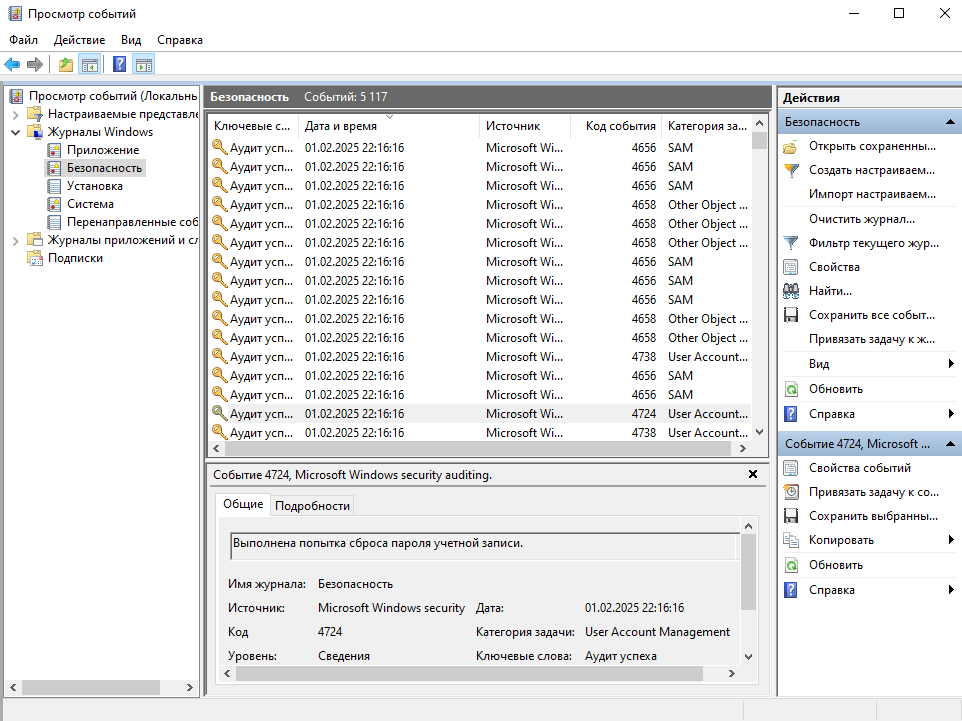 Просмотр событий
Файл Действие Вид Справка
Просмотр событий (Локальнь
Настраиваемые представле
Журналы Windows
Приложение
Безопасность
Установка
Система
Перенаправленные соб
Журналы приложений и сл
Подписки
Безопасность Событий: 5 117
Ключевые с... Дата и время Источник Код события Категория за...
Аудит усп... 01.02.2025 22:16:16 Microsoft Wi... 4656 SAM
Аудит усп... 01.02.2025 22:16:16 Microsoft Wi... 4656 SAM
Аудит усп... 01.02.2025 22:16:16 Microsoft Wi... 4656 SAM
Аудит усп... 01.02.2025 22:16:16 Microsoft Wi... 4658 Other Object ...
Аудит усп... 01.02.2025 22:16:16 Microsoft Wi... 4658 Other Object ...
Аудит усп... 01.02.2025 22:16:16 Microsoft Wi... 4658 Other Object ...
Аудит усп... 01.02.2025 22:16:16 Microsoft Wi... 4656 SAM
Аудит усп... 01.02.2025 22:16:16 Microsoft Wi... 4656 SAM
Аудит усп... 01.02.2025 22:16:16 Microsoft Wi... 4656 SAM
Аудит усп... 01.02.2025 22:16:16 Microsoft Wi... 4658 Other Object ...
Аудит усп... 01.02.2025 22:16:16 Microsoft Wi... 4658 Other Object ...
Аудит усп... 01.02.2025 22:16:16 Microsoft Wi... 4738 User Account...
Аудит усп... 01.02.2025 22:16:16 Microsoft Wi... 4656 SAM
Аудит усп... 01.02.2025 22:16:16 Microsoft Wi... 4656 SAM
Аудит усп... 01.02.2025 22:16:16 Microsoft Wi... 4724 User Account...
Аудит усп... 01.02.2025 22:16:16 Microsoft Wi... 4738 User Account...
Событие 4724, Microsoft Windows security auditing.
Общие Подробности
Выполнена попытка сброса пароля учетной записи.
Имя журнала: Безопасность
Источник: Microsoft Windows security Дата: 01.02.2025 22:16:16
Код 4724 Категория задачи: User Account Management
Уровень: Сведения Ключевые слова: Аудит успеха
Действия
Безопасность
Открыть сохраненны...
Создать настраиваем...
Импорт настраиваем...
Очистить журнал...
Фильтр текущего жур...
Свойства
Найти...
Сохранить все событ...
Привязать задачу к ж...
Вид
Обновить
Справка
Событие 4724, Microsoft ...
Свойства событий
Привязать задачу к со...
Сохранить выбранны...
Копировать
Обновить
Справка